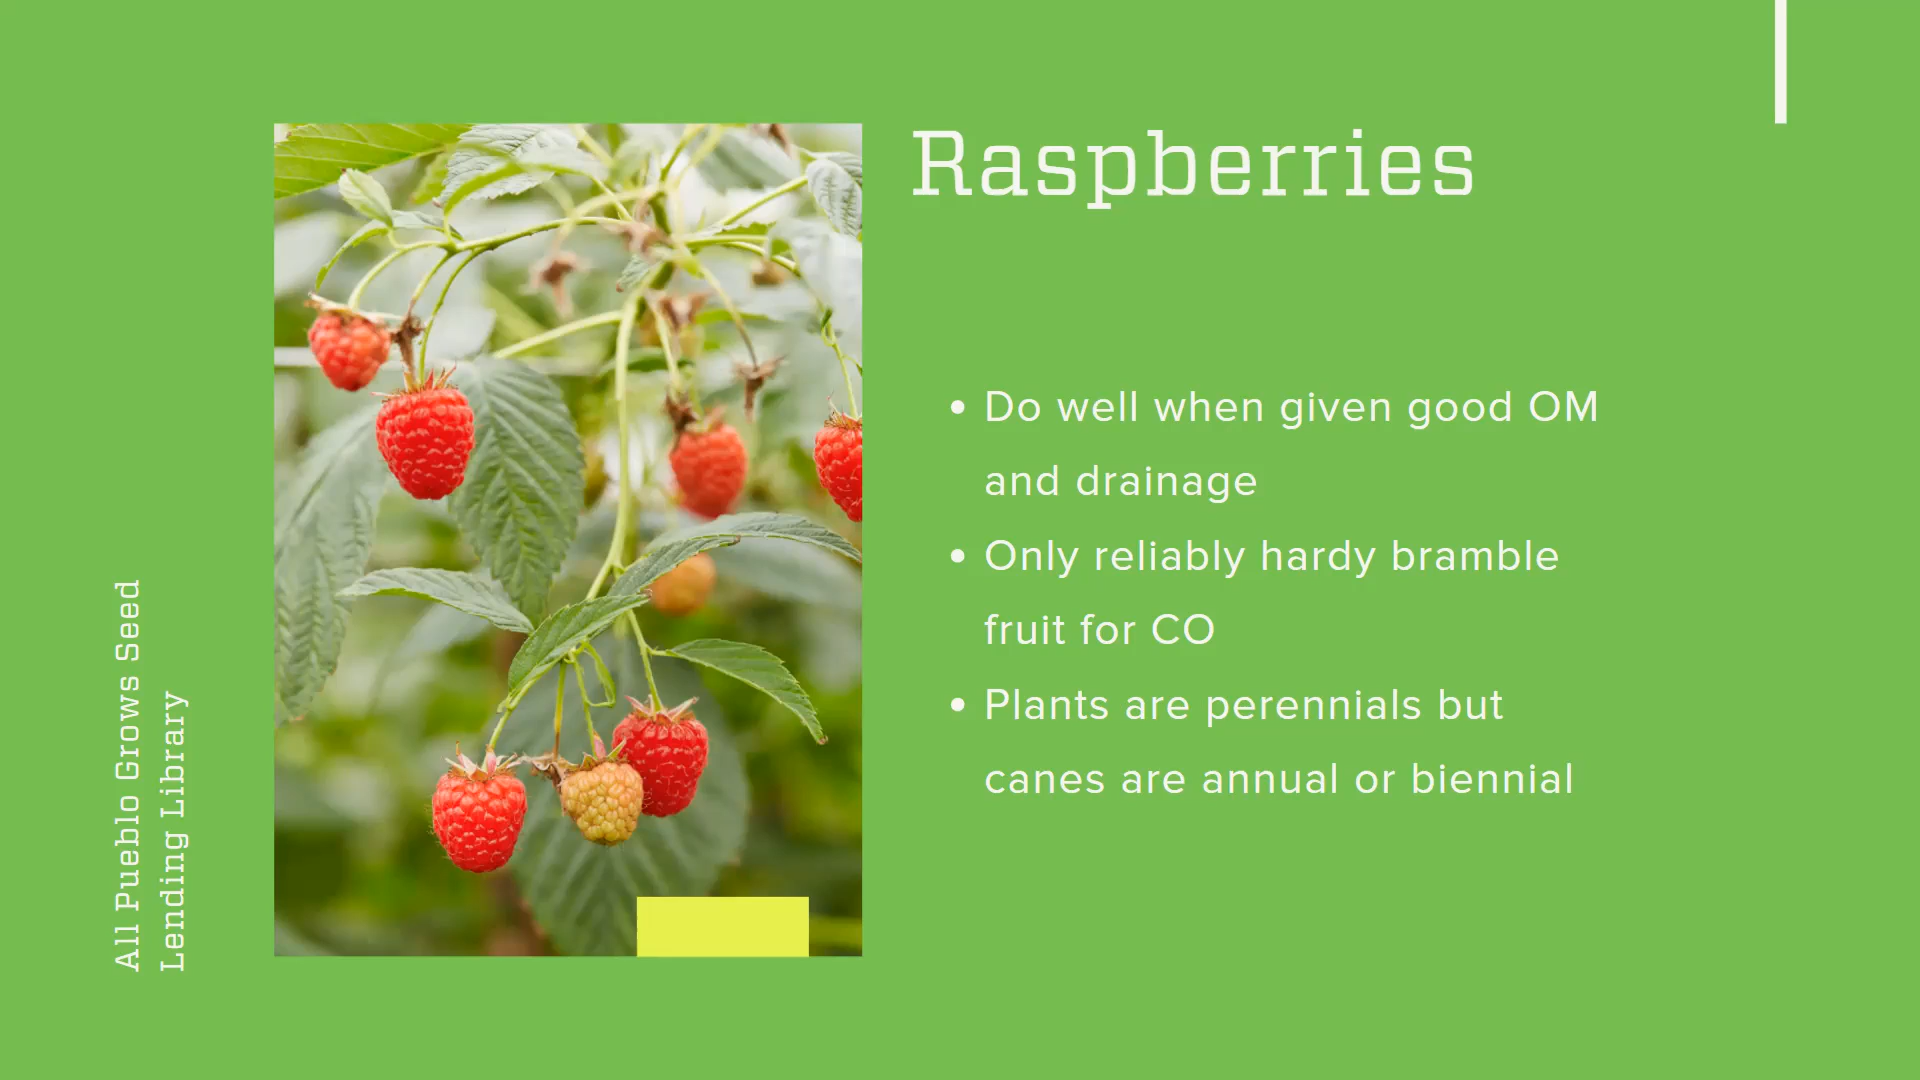 Raspberries
• Do well when given good OM
and drainage
• Only reliably hardy bramble
fruit for CO
• Plants are perennials but
canes are annual or biennial
All Pueblo Grows Seed
Lending Library